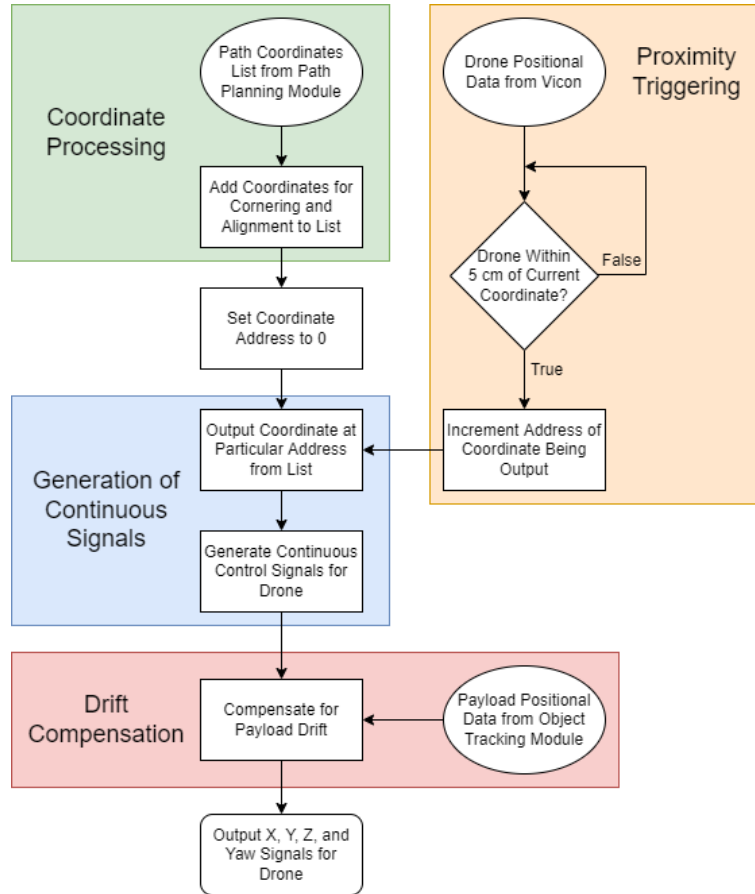 Path Coordinates
List from Path
Planning Module
Coordinate
Processing
Add Coordinates for
Cornering and
Alignment to List
Set Coordinate
Address to 0
Drone Positional
Data from Vicon
Proximity
Triggering
Drone Within
5 cm of Current
Coordinate?
False
True
Increment Address of
Coordinate Being
Output
Output Coordinate at
Particular Address
from List
Generation of
Continuous
Signals
Generate Continuous
Control Signals for
Drone
Drift
Compensation
Compensate for
Payload Drift
Payload Positional
Data from Object
Tracking Module
Output X, Y, Z, and
Yaw Signals for
Drone